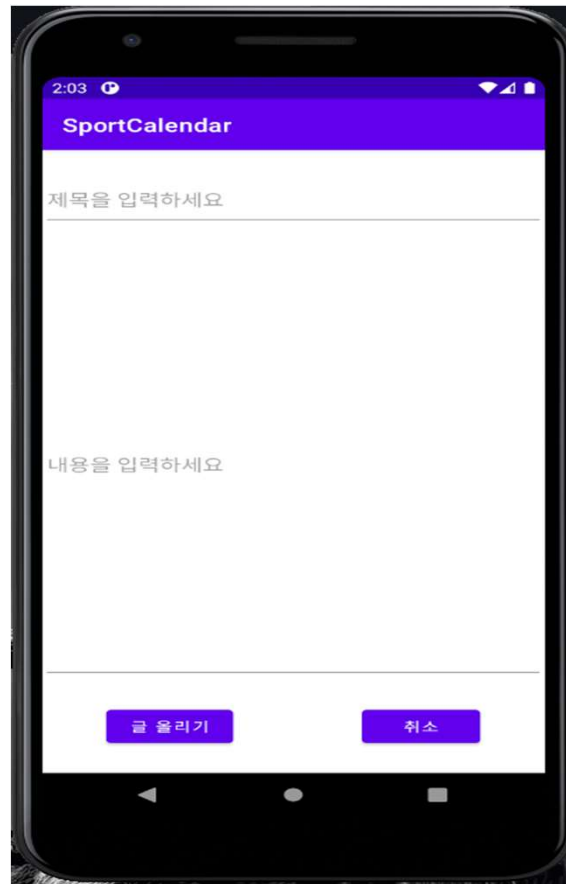 2:03
SportCalendar
제목을 입력하세요
내용을 입력하세요
글 올리기
취소